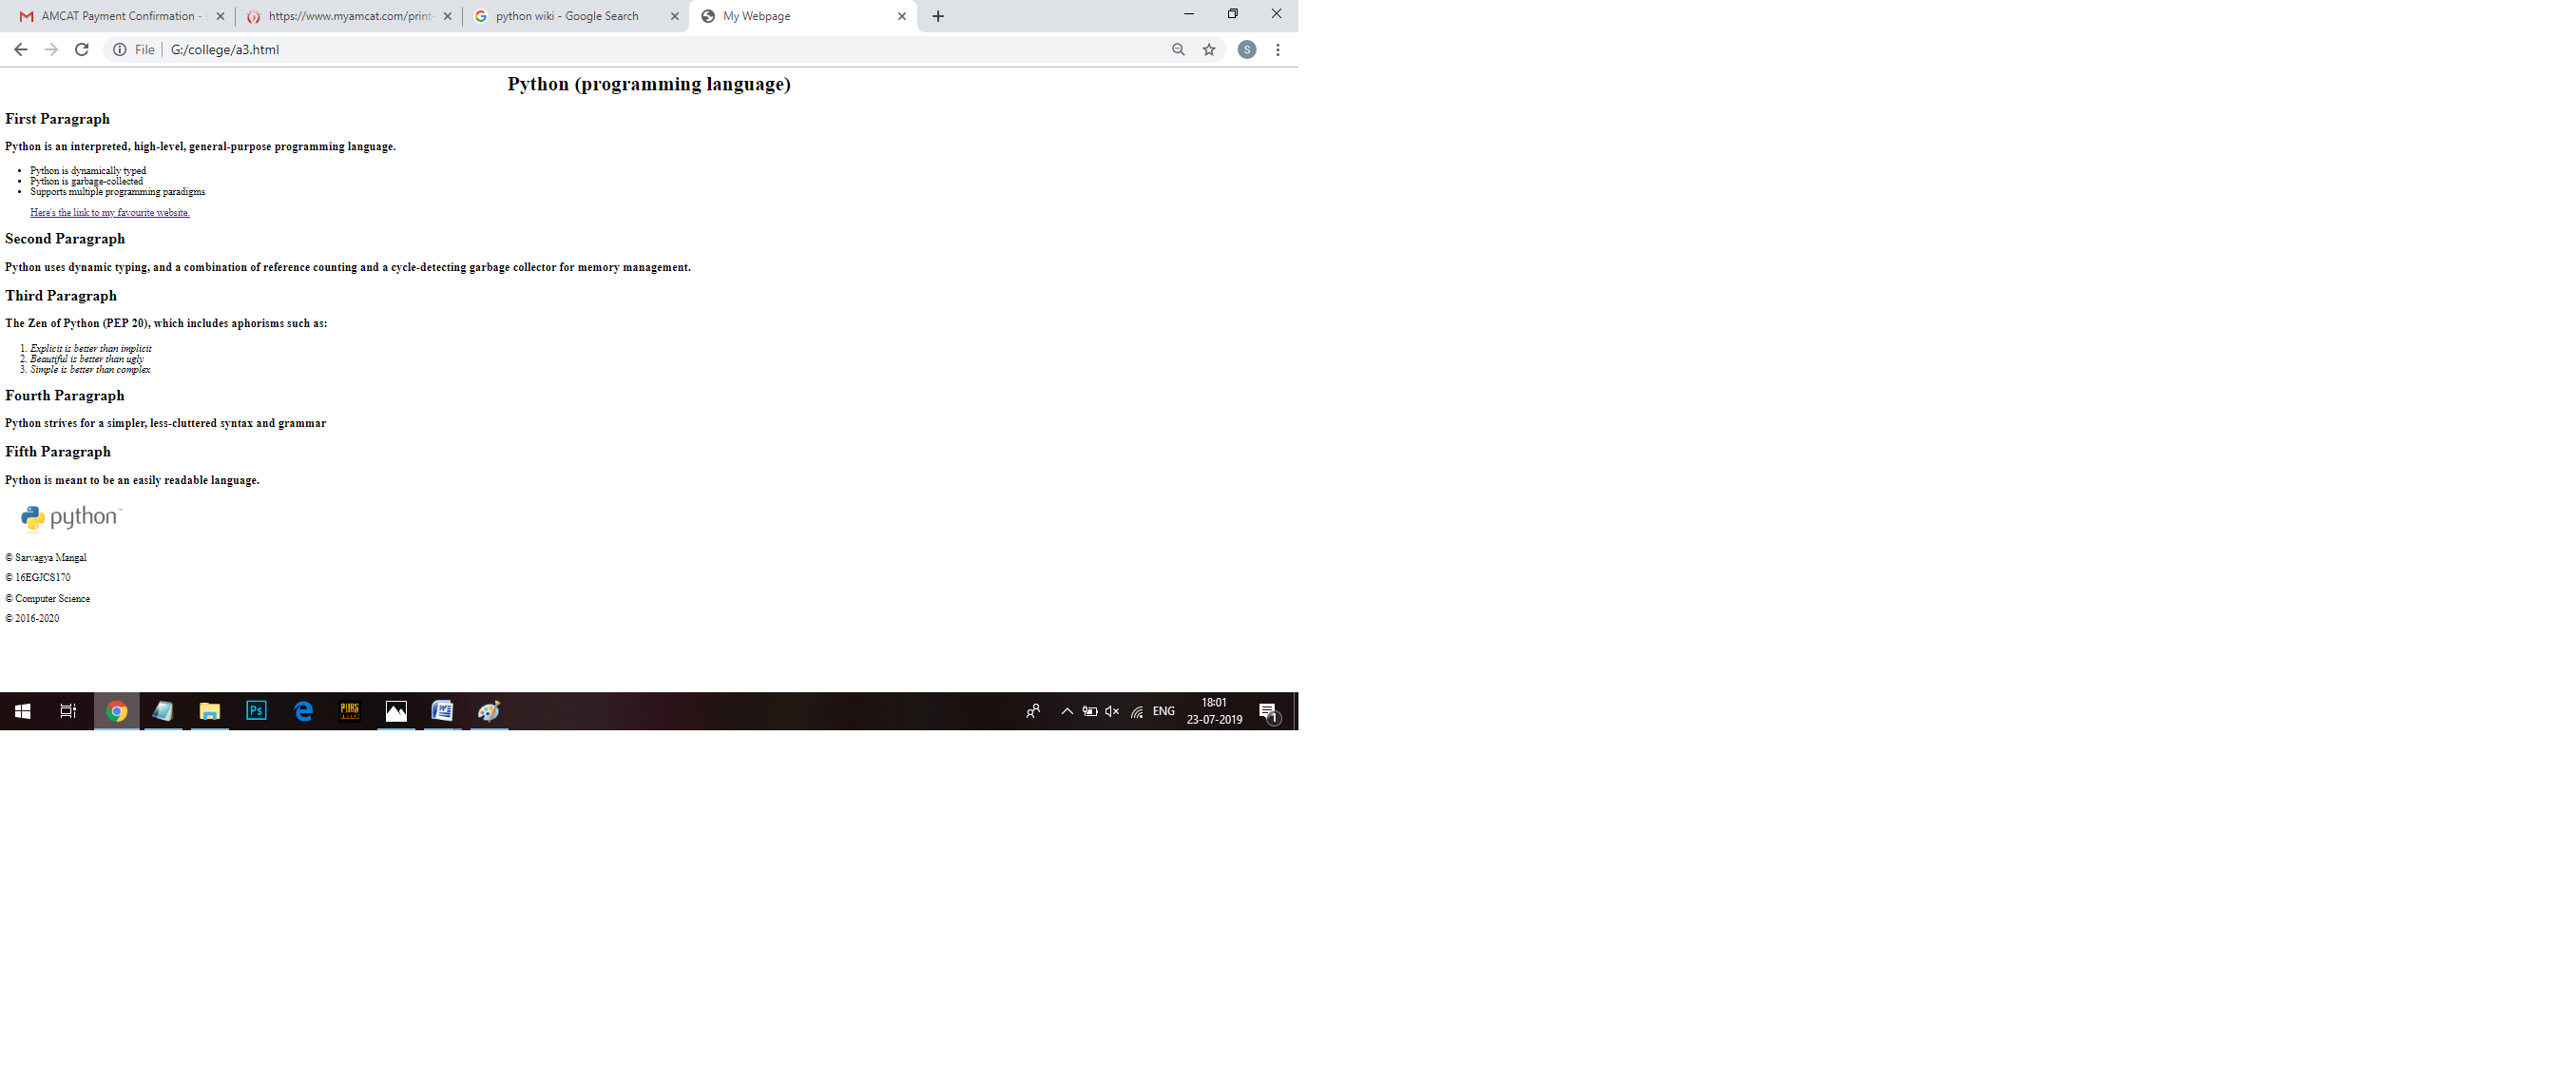 AMCAT Payment Confirmation -
https://www.myamcat.com/print-
python wiki - Google Search
My Webpage
File
G:/college/a3.html
S
Python (programming language)
First Paragraph
Python is an interpreted, high-level, general-purpose programming language.
Python is dynamically typed
Python is garbage-collected
Supports multiple programming paradigms
Here's the link to my favourite website.
Second Paragraph
Python uses dynamic typing, and a combination of reference counting and a cycle-detecting garbage collector for memory management.
Third Paragraph
The Zen of Python (PEP 20), which includes aphorisms such as:
1. Explicit is better than implicit
2. Beautiful is better than ugly
3. Simple is better than complex
Fourth Paragraph
Python strives for a simpler, less-cluttered syntax and grammar
Fifth Paragraph
Python is meant to be an easily readable language.
python™
© Sarvagya Mangal
© 16EGJCS170
© Computer Science
© 2016-2020
Ps
PUBG
W
ENG
18:01
23-07-2019
1